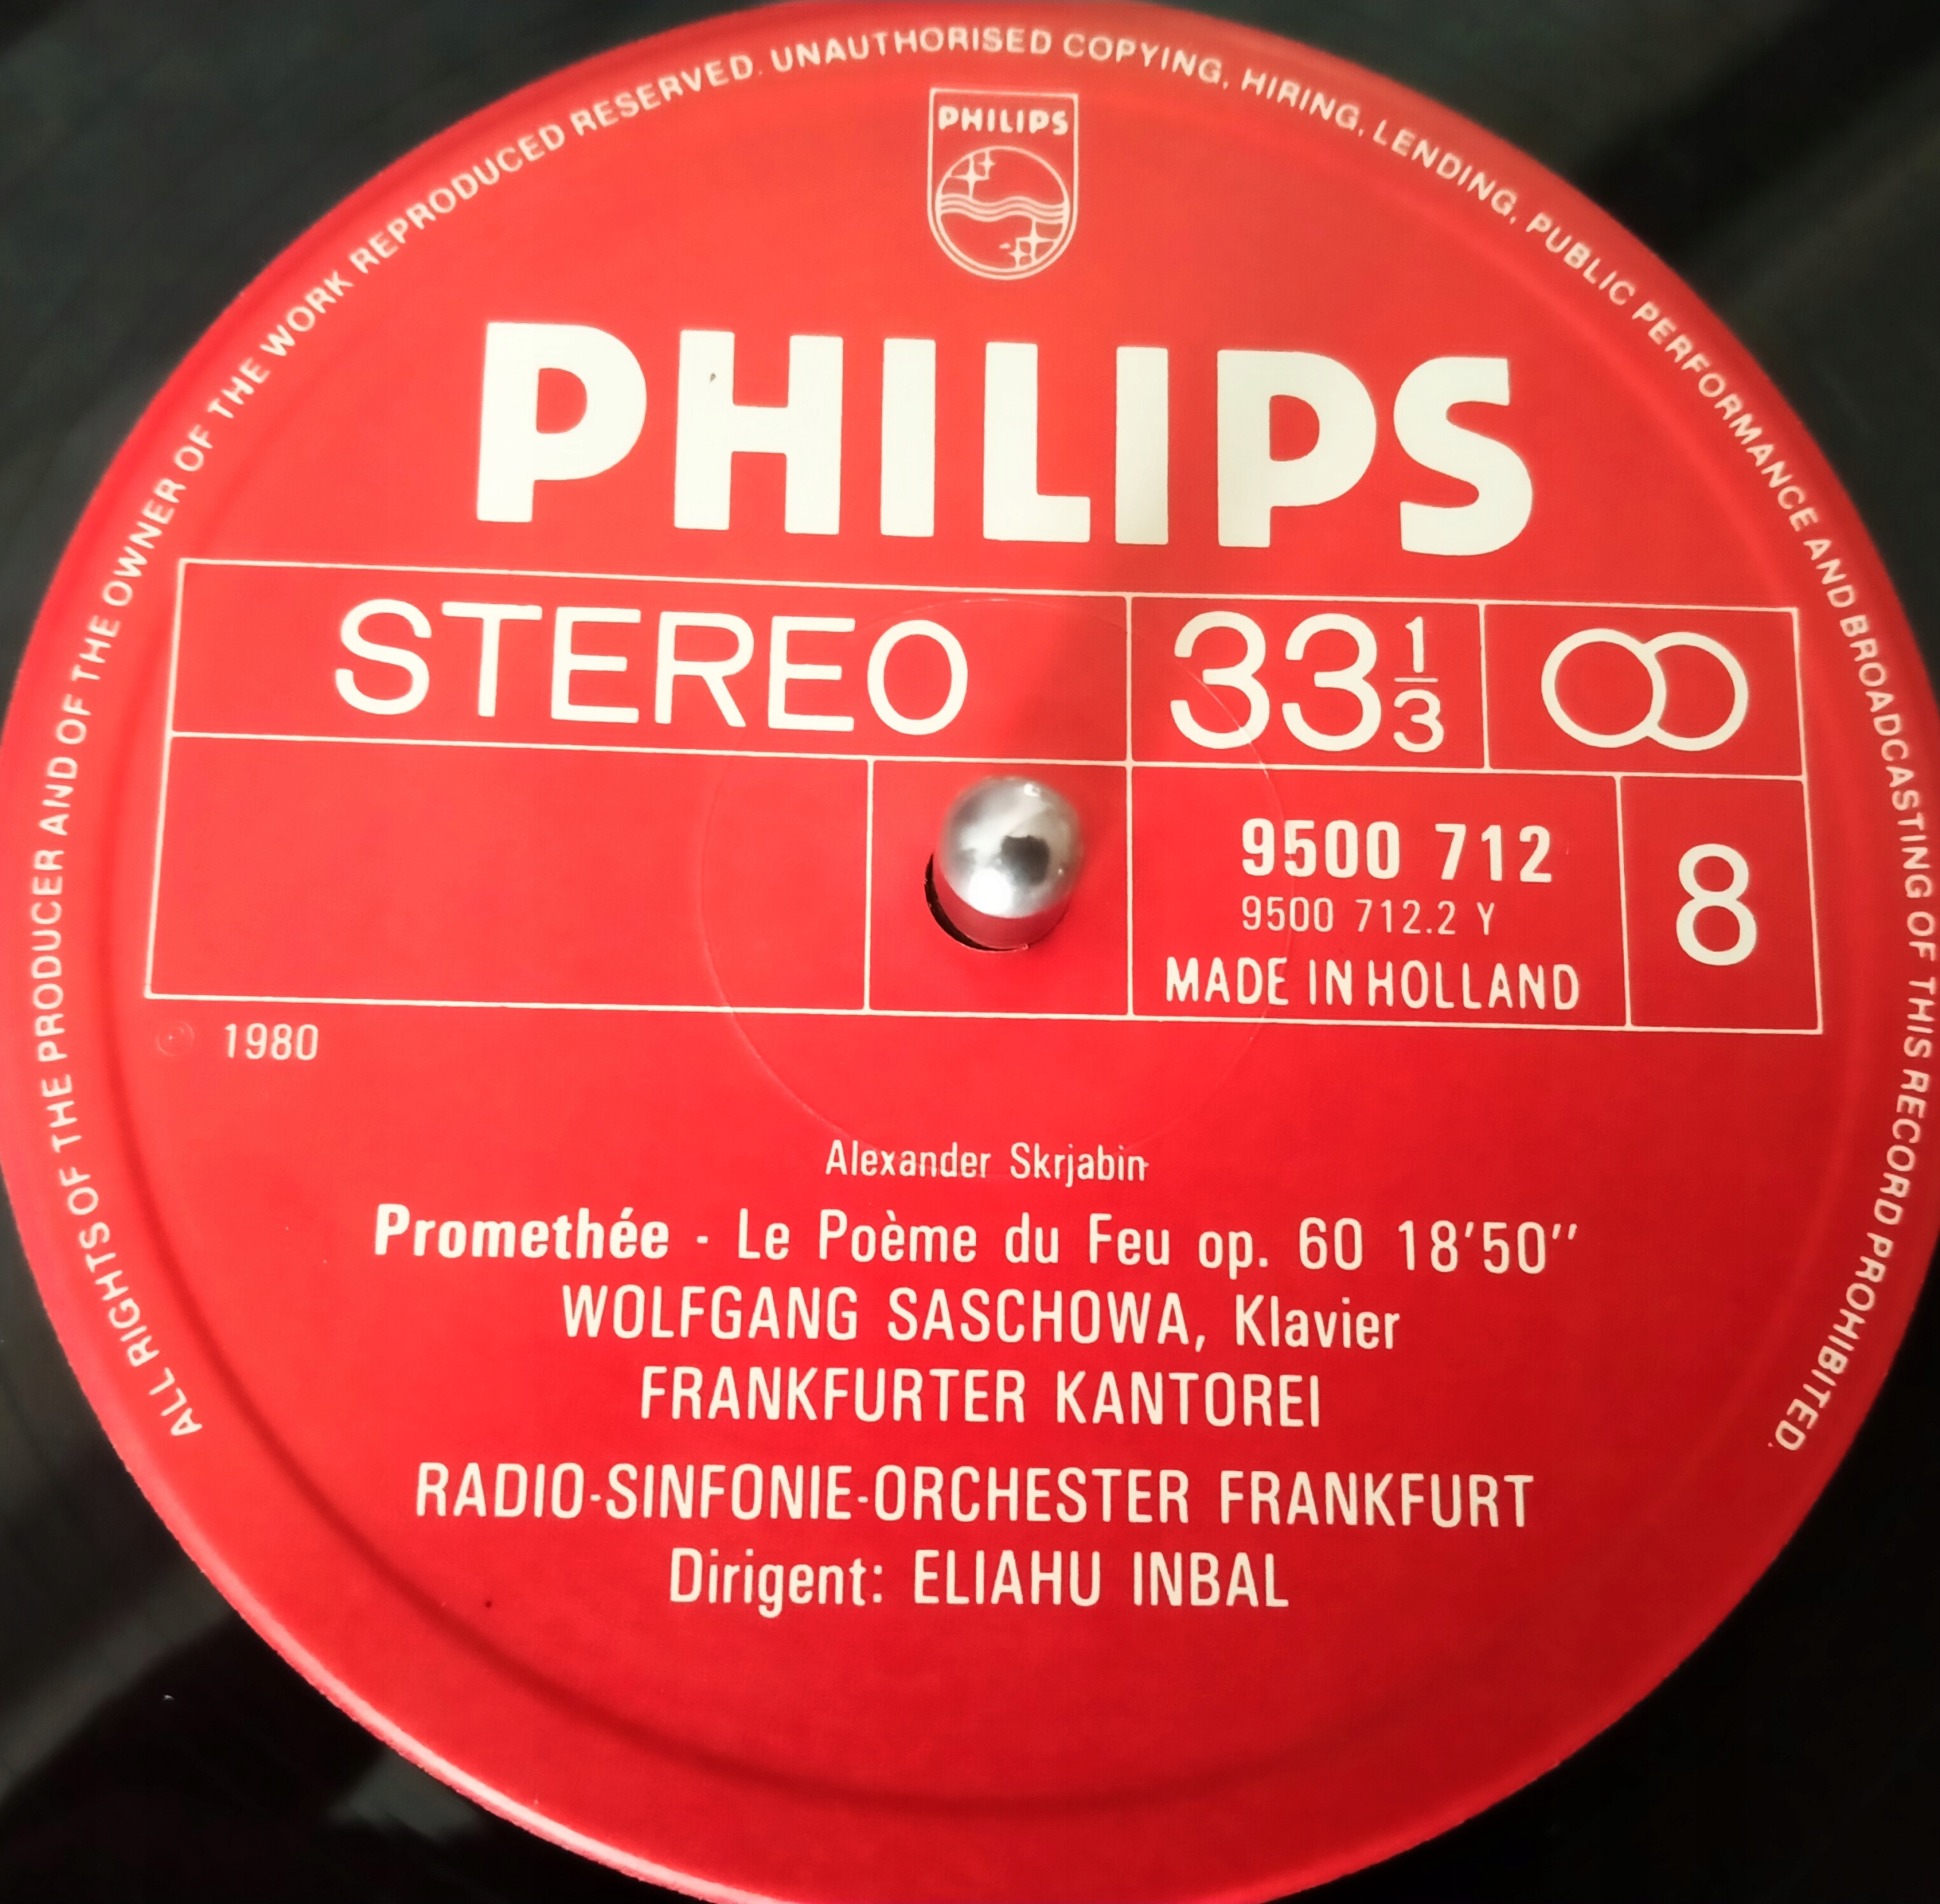 ALL RIGHTS OF THE PRODUCER AND OF THE OWNER OF THE WORK REPRODUCED RESERVED. UNAUTHORISED COPYING, HIRING, LENDING, PUBLIC PERFORMANCE AND BROADCASTING OF THIS RECORD PROHIBITED.
PHILIPS
PHILIPS
STEREO 33 1/3
9500 712 8
9500 712.2 Y
MADE IN HOLLAND
℗ 1980
Alexander Skrjabin
Promethée - Le Poème du Feu op. 60 18'50''
WOLFGANG SASCHOWA, Klavier
FRANKFURTER KANTOREI
RADIO-SINFONIE-ORCHESTER FRANKFURT
Dirigent: ELIAHU INBAL